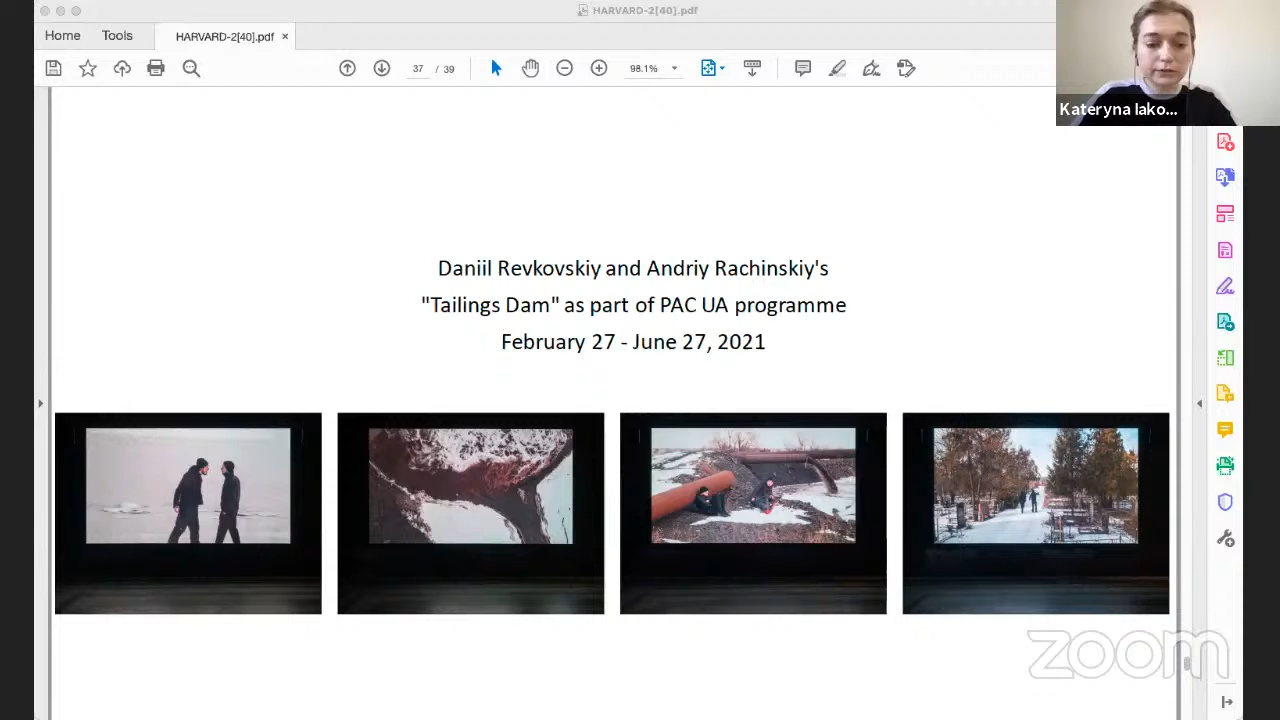 HARVARD-2[40].pdf
Home
Tools
HARVARD-2[40].pdf ×
37 / 39
98.1%
Kateryna Iako...
Daniil Revkovskiy and Andriy Rachinskiy's
"Tailings Dam" as part of PAC UA programme
February 27 - June 27, 2021
zoom